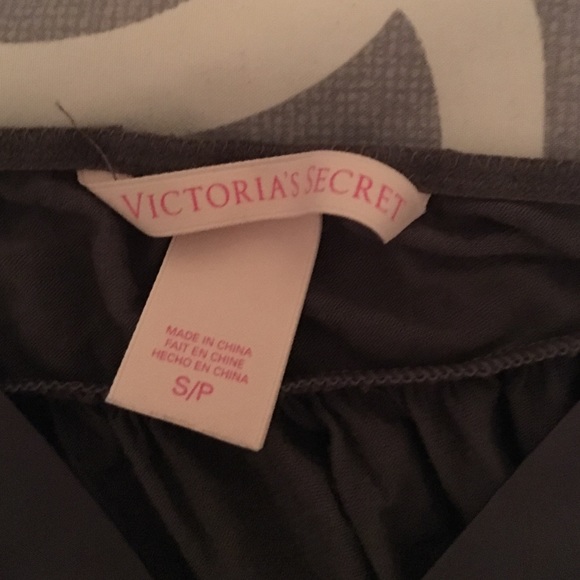 VICTORIA'S SECRET
MADE IN CHINA
FAIT EN CHINE
HECHO EN CHINA
S/P